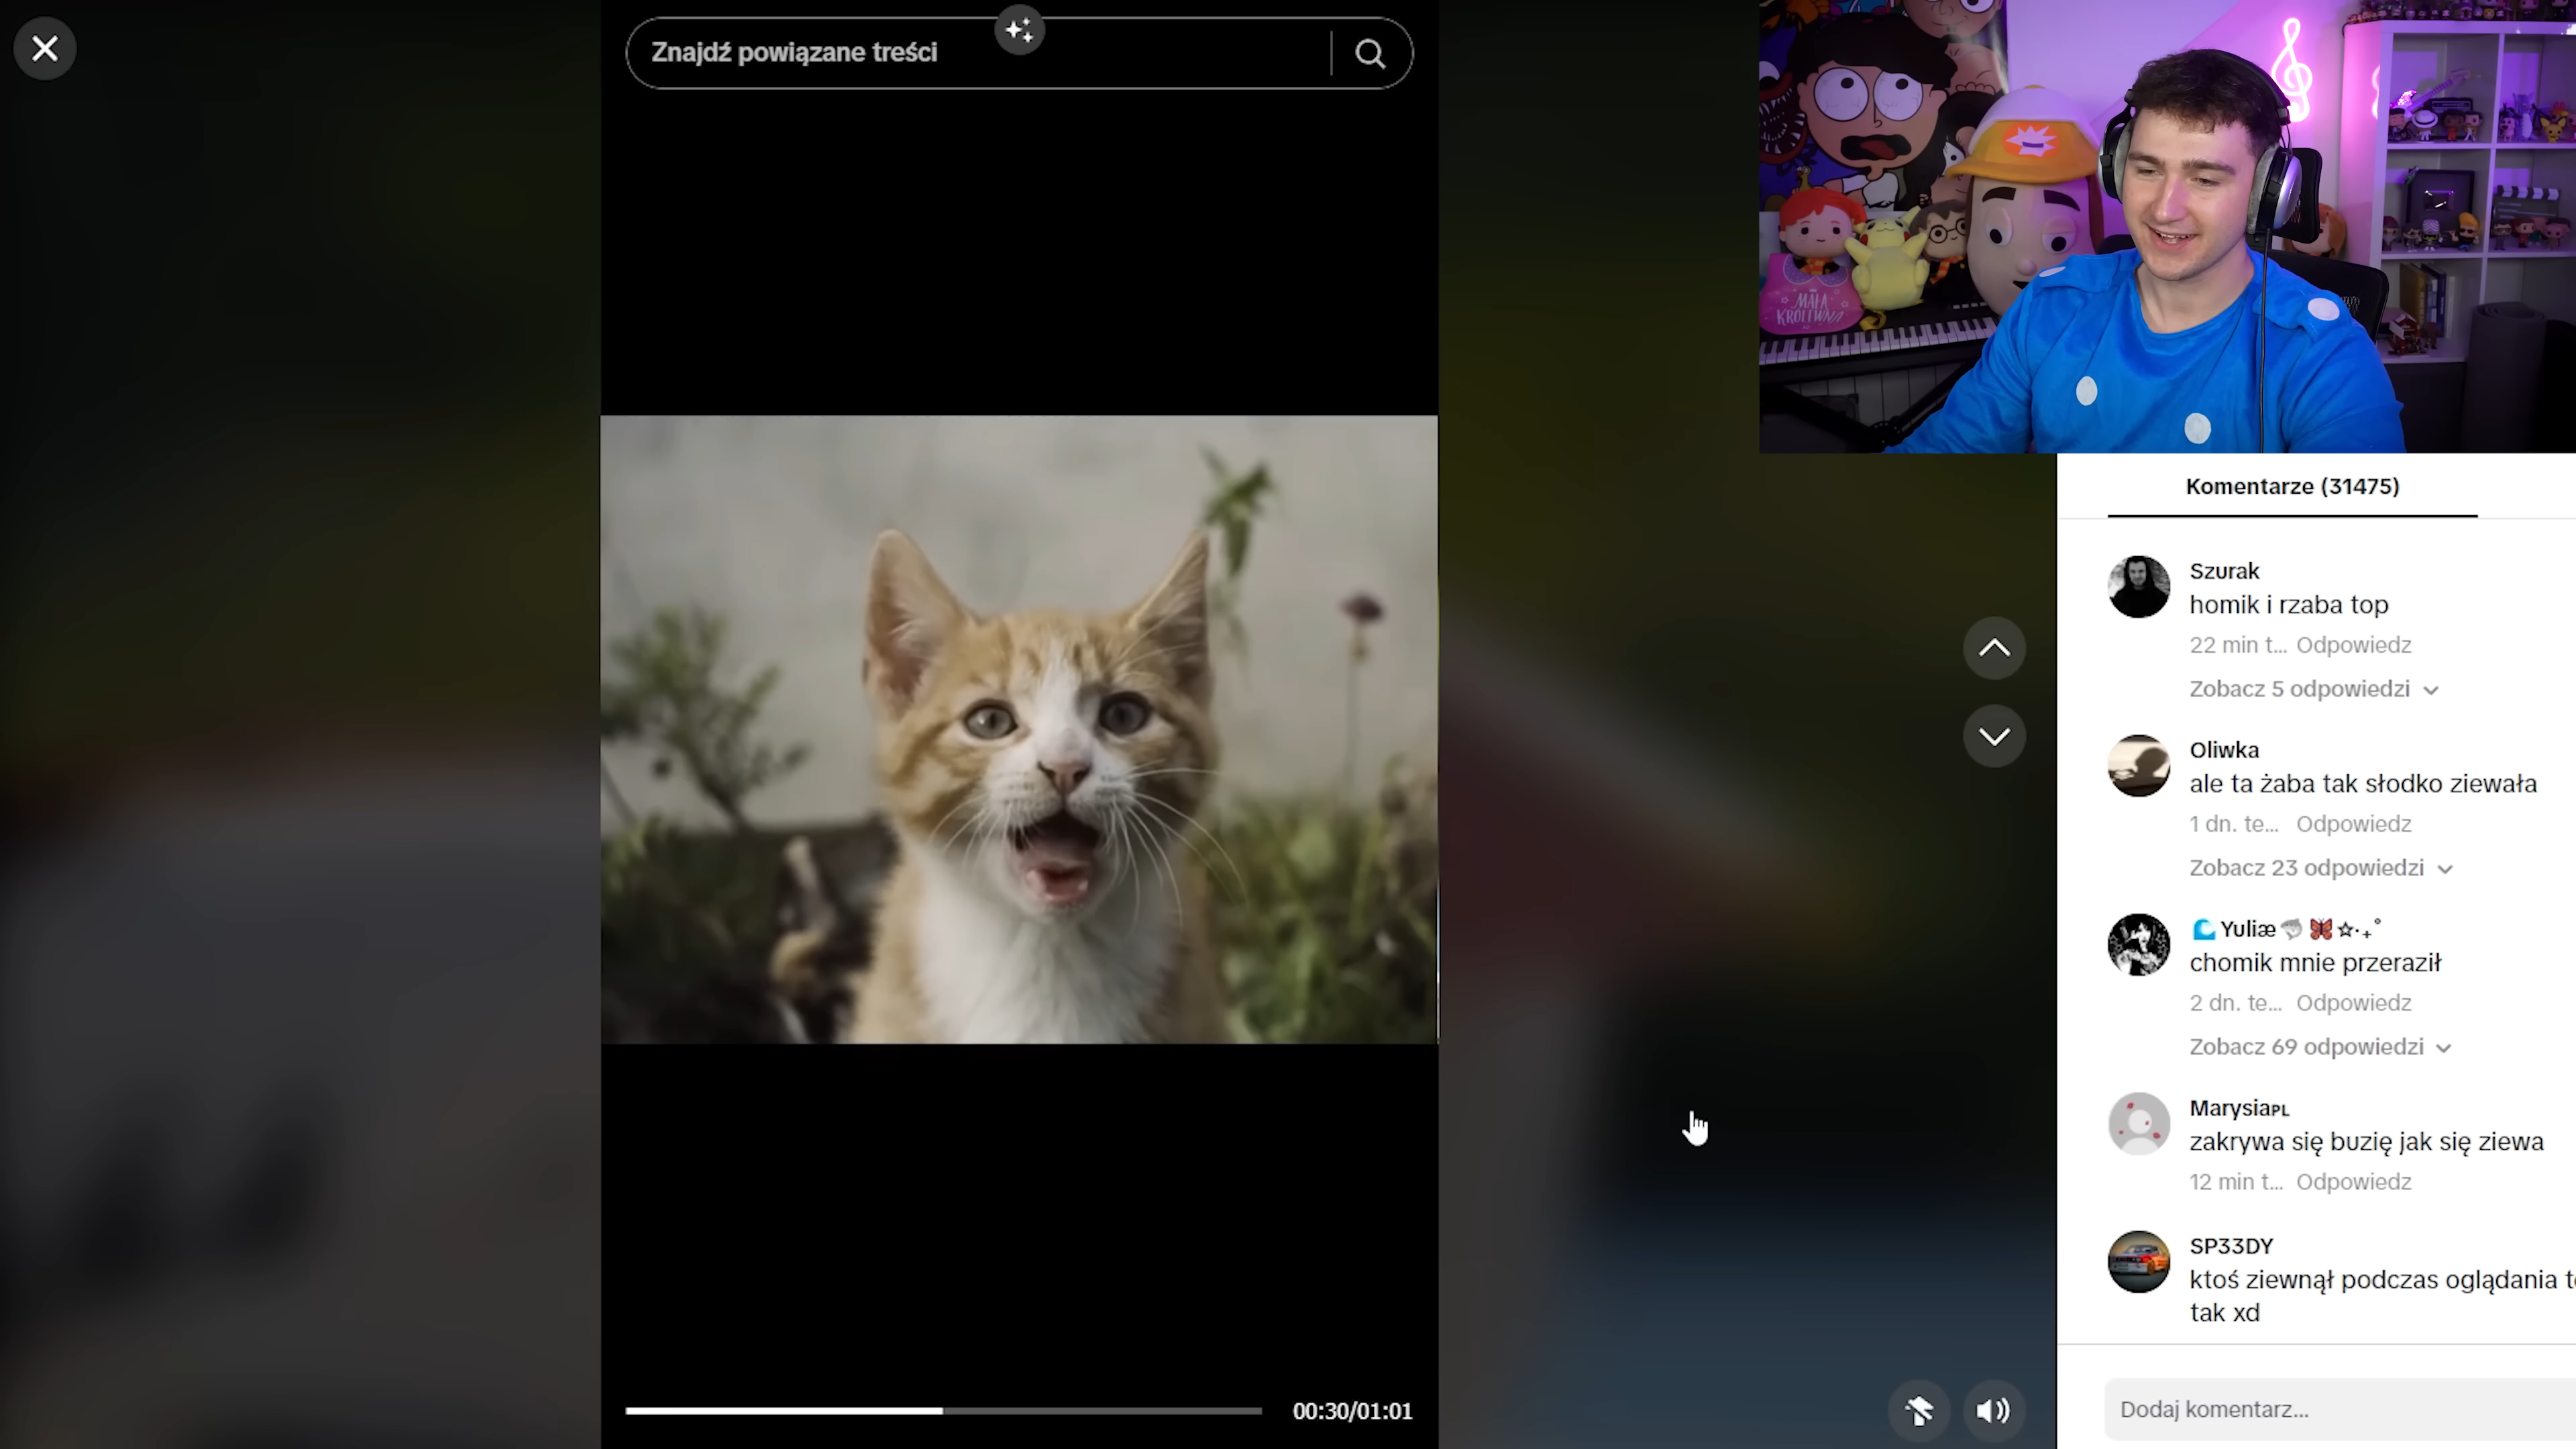 Znajdź powiązane treści
MAŁA
KRÓLEWNA
Komentarze (31475)
Szurak
homik i rzaba top
22 min t... Odpowiedz
Zobacz 5 odpowiedzi
Oliwka
ale ta żaba tak słodko ziewała
1 dn. te... Odpowiedz
Zobacz 23 odpowiedzi
🌊 Yuliæ 🦈 🦋 ☆·₊˚
chomik mnie przeraził
2 dn. te... Odpowiedz
Zobacz 69 odpowiedzi
MarysiaPL
zakrywa się buzię jak się ziewa
12 min t... Odpowiedz
SP33DY
ktoś ziewnął podczas oglądania
tak xd
Dodaj komentarz...
00:30/01:01